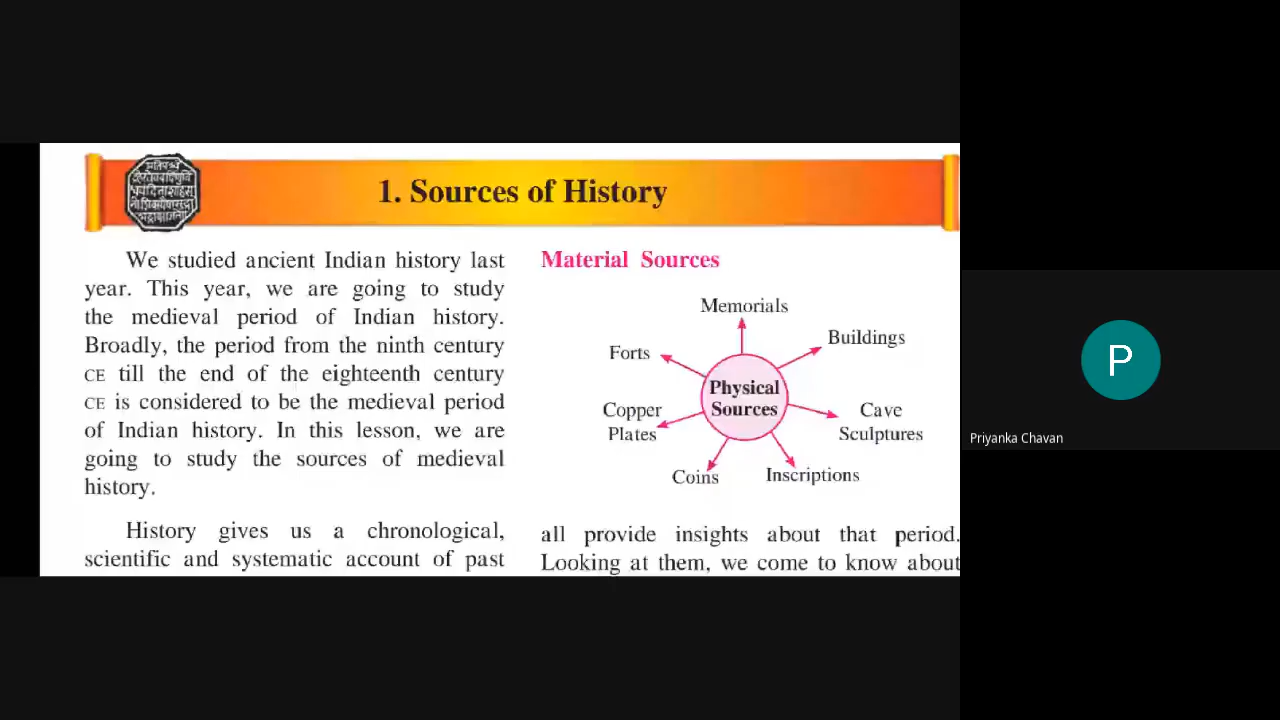 1. Sources of History
We studied ancient Indian history last
year. This year, we are going to study
the medieval period of Indian history.
Broadly, the period from the ninth century
CE till the end of the eighteenth century
CE is considered to be the medieval period
of Indian history. In this lesson, we are
going to study the sources of medieval
history.
History gives us a chronological,
scientific and systematic account of past
Material Sources
Memorials
Buildings
Forts
Physical
Sources
Copper
Plates
Cave
Sculptures
Coins
Inscriptions
all provide insights about that period.
Looking at them, we come to know about
P
Priyanka Chavan